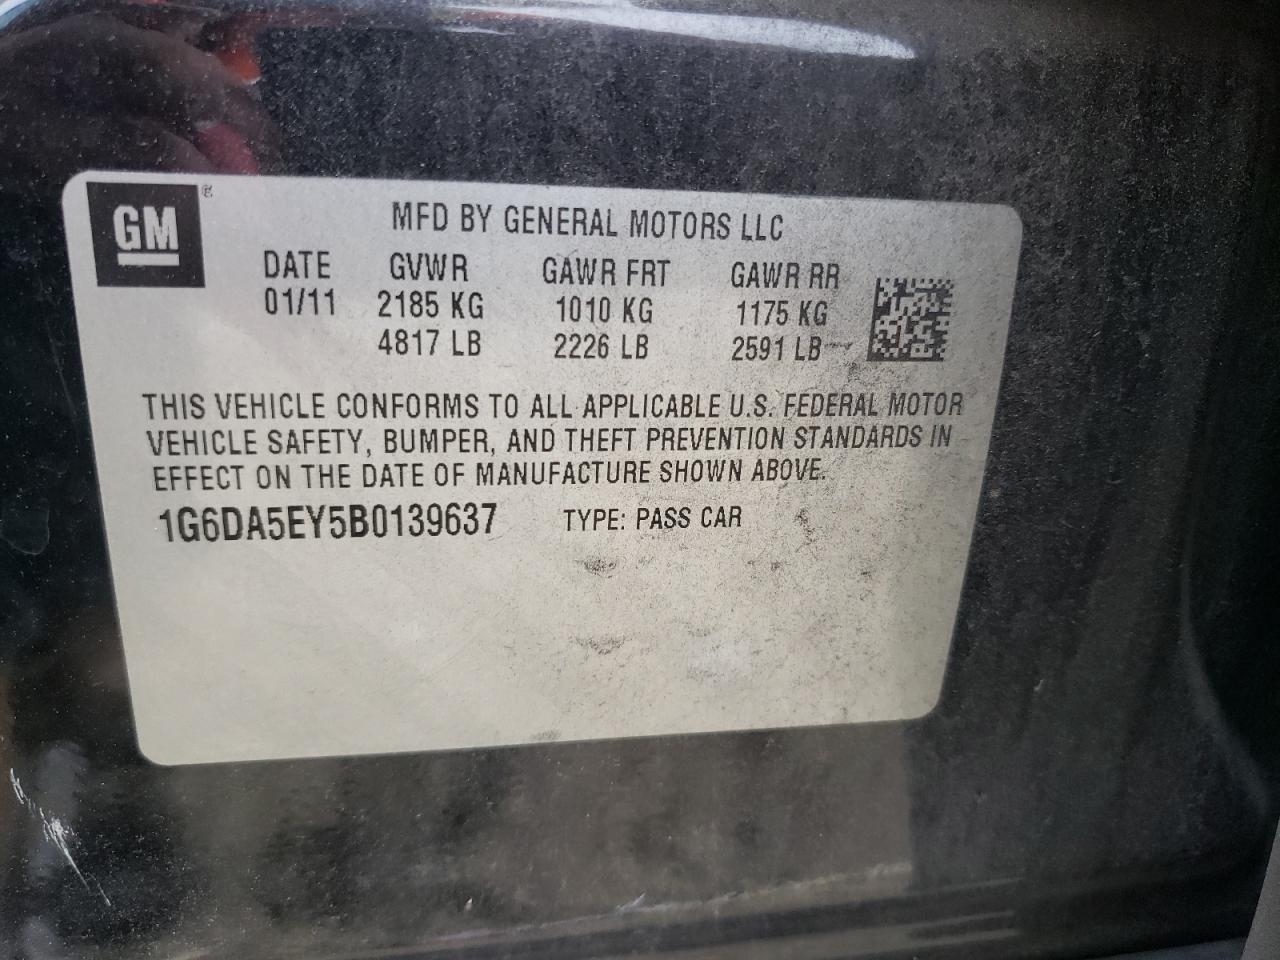 GM ®
MFD BY GENERAL MOTORS LLC
DATE GVWR GAWR FRT GAWR RR
01/11 2185 KG 1010 KG 1175 KG
4817 LB 2226 LB 2591 LB
THIS VEHICLE CONFORMS TO ALL APPLICABLE U.S. FEDERAL MOTOR
VEHICLE SAFETY, BUMPER, AND THEFT PREVENTION STANDARDS IN
EFFECT ON THE DATE OF MANUFACTURE SHOWN ABOVE.
1G6DA5EY5B0139637 TYPE: PASS CAR